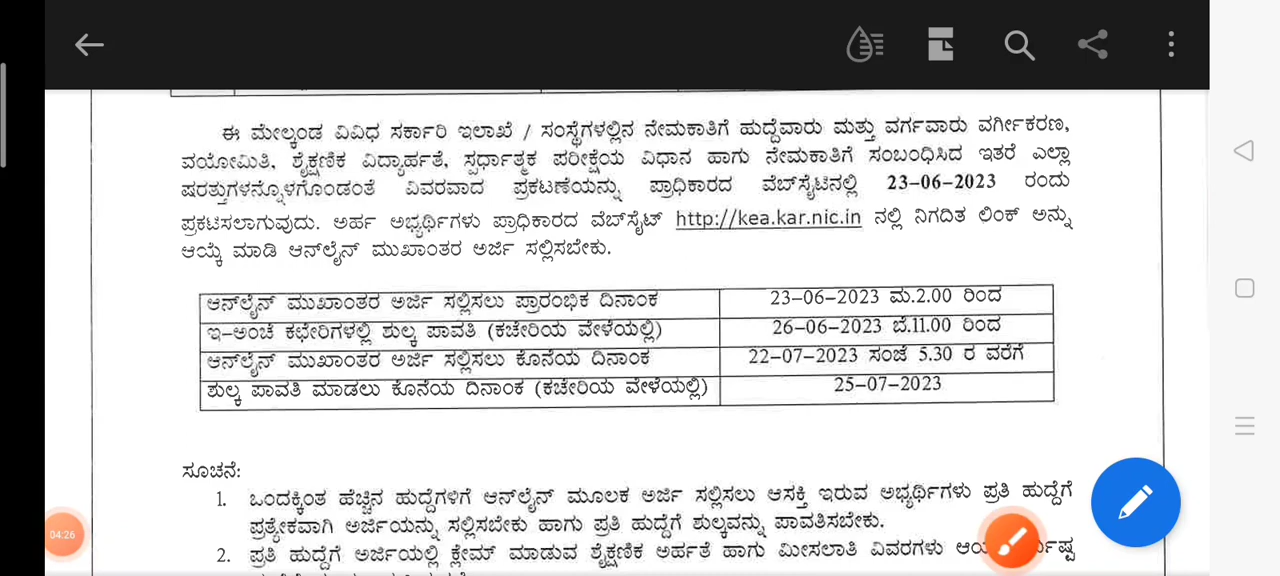 ಈ ಮೇಲ್ಕಂಡ ವಿವಿಧ ಸರ್ಕಾರಿ ಇಲಾಖೆ / ಸಂಸ್ಥೆಗಳಲ್ಲಿನ ನೇಮಕಾತಿಗೆ ಹುದ್ದೆವಾರು ಮತ್ತು ವರ್ಗವಾರು ವರ್ಗೀಕರಣ,
ವಯೋಮಿತಿ, ಶೈಕ್ಷಣಿಕ ವಿದ್ಯಾರ್ಹತೆ, ಸ್ಪರ್ಧಾತ್ಮಕ ಪರೀಕ್ಷೆಯ ವಿಧಾನ ಹಾಗು ನೇಮಕಾತಿಗೆ ಸಂಬಂಧಿಸಿದ ಇತರೆ ಎಲ್ಲಾ
ಷರತ್ತುಗಳನ್ನೊಳಗೊಂಡಂತೆ ವಿವರವಾದ ಪ್ರಕಟಣೆಯನ್ನು ಪ್ರಾಧಿಕಾರದ ವೆಬ್‌ಸೈಟಿನಲ್ಲಿ 23-06-2023 ರಂದು
ಪ್ರಕಟಿಸಲಾಗುವುದು. ಅರ್ಹ ಅಭ್ಯರ್ಥಿಗಳು ಪ್ರಾಧಿಕಾರದ ವೆಬ್‌ಸೈಟ್ http://kea.kar.nic.in ನಲ್ಲಿ ನಿಗದಿತ ಲಿಂಕ್ ಅನ್ನು
ಆಯ್ಕೆ ಮಾಡಿ ಆನ್‌ಲೈನ್ ಮುಖಾಂತರ ಅರ್ಜಿ ಸಲ್ಲಿಸಬೇಕು.
ಆನ್‌ಲೈನ್ ಮುಖಾಂತರ ಅರ್ಜಿ ಸಲ್ಲಿಸಲು ಪ್ರಾರಂಭಿಕ ದಿನಾಂಕ 23-06-2023 ಮ.2.00 ರಿಂದ
ಇ-ಅಂಚೆ ಕಛೇರಿಗಳಲ್ಲಿ ಶುಲ್ಕ ಪಾವತಿ (ಕಚೇರಿಯ ವೇಳೆಯಲ್ಲಿ) 26-06-2023 ಬೆ.11.00 ರಿಂದ
ಆನ್‌ಲೈನ್ ಮುಖಾಂತರ ಅರ್ಜಿ ಸಲ್ಲಿಸಲು ಕೊನೆಯ ದಿನಾಂಕ 22-07-2023 ಸಂಜೆ 5.30 ರ ವರೆಗೆ
ಶುಲ್ಕ ಪಾವತಿ ಮಾಡಲು ಕೊನೆಯ ದಿನಾಂಕ (ಕಚೇರಿಯ ವೇಳೆಯಲ್ಲಿ) 25-07-2023
ಸೂಚನೆ:
1. ಒಂದಕ್ಕಿಂತ ಹೆಚ್ಚಿನ ಹುದ್ದೆಗಳಿಗೆ ಆನ್‌ಲೈನ್ ಮೂಲಕ ಅರ್ಜಿ ಸಲ್ಲಿಸಲು ಆಸಕ್ತಿ ಇರುವ ಅಭ್ಯರ್ಥಿಗಳು ಪ್ರತಿ ಹುದ್ದೆಗೆ
ಪ್ರತ್ಯೇಕವಾಗಿ ಅರ್ಜಿಯನ್ನು ಸಲ್ಲಿಸಬೇಕು ಹಾಗು ಪ್ರತಿ ಹುದ್ದೆಗೆ ಶುಲ್ಕವನ್ನು ಪಾವತಿಸಬೇಕು.
04:26
2. ಪ್ರತಿ ಹುದ್ದೆಗೆ ಅರ್ಜಿಯಲ್ಲಿ ಕ್ಲೇಮ್ ಮಾಡುವ ಶೈಕ್ಷಣಿಕ ಅರ್ಹತೆ ಹಾಗು ಮೀಸಲಾತಿ ವಿವರಗಳು